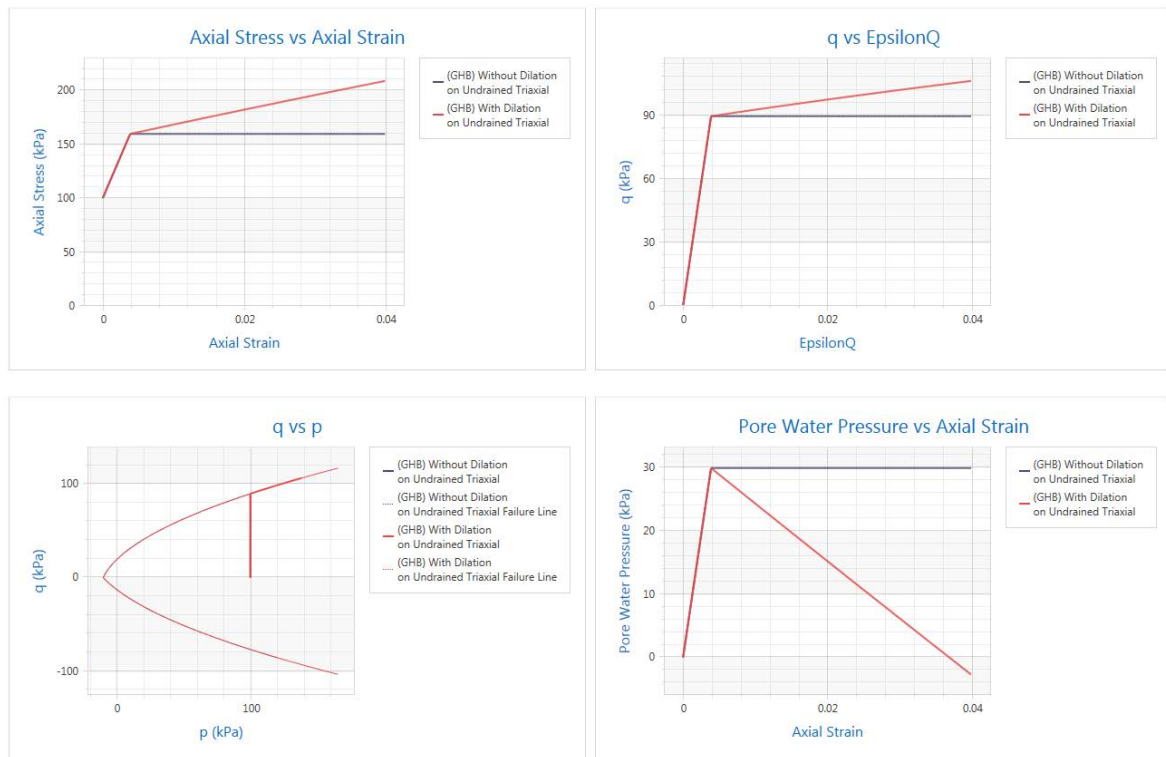 Axial Stress vs Axial Strain
Axial Stress (kPa)
200
150
100
50
0
0
0.02
0.04
Axial Strain
(GHB) Without Dilation
on Undrained Triaxial
(GHB) With Dilation
on Undrained Triaxial
q vs EpsilonQ
q (kPa)
90
60
30
0
0
0.02
0.04
EpsilonQ
(GHB) Without Dilation
on Undrained Triaxial
(GHB) With Dilation
on Undrained Triaxial
q vs p
q (kPa)
100
0
-100
0
100
p (kPa)
(GHB) Without Dilation
on Undrained Triaxial
(GHB) Without Dilation
on Undrained Triaxial Failure Line
(GHB) With Dilation
on Undrained Triaxial
(GHB) With Dilation
on Undrained Triaxial Failure Line
Pore Water Pressure vs Axial Strain
Pore Water Pressure (kPa)
30
20
10
0
0
0.02
0.04
Axial Strain
(GHB) Without Dilation
on Undrained Triaxial
(GHB) With Dilation
on Undrained Triaxial